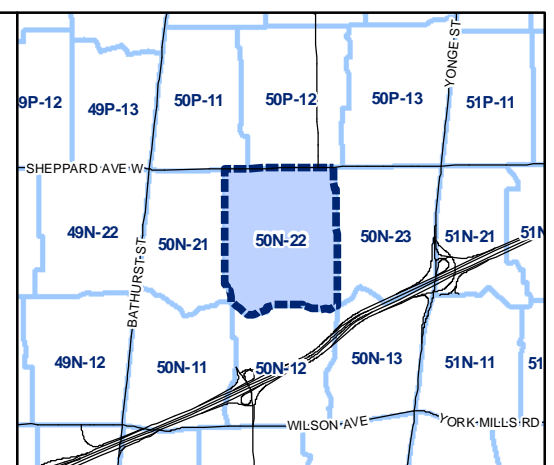 YONGE ST
9P-12 49P-13 50P-11 50P-12 50P-13 51P-11
SHEPPARD AVE W
BATHURST ST
49N-22 50N-21 50N-22 50N-23 51N-21 51N
49N-12 50N-11 50N-12 50N-13 51N-11 51
WILSON AVE YORK MILLS RD